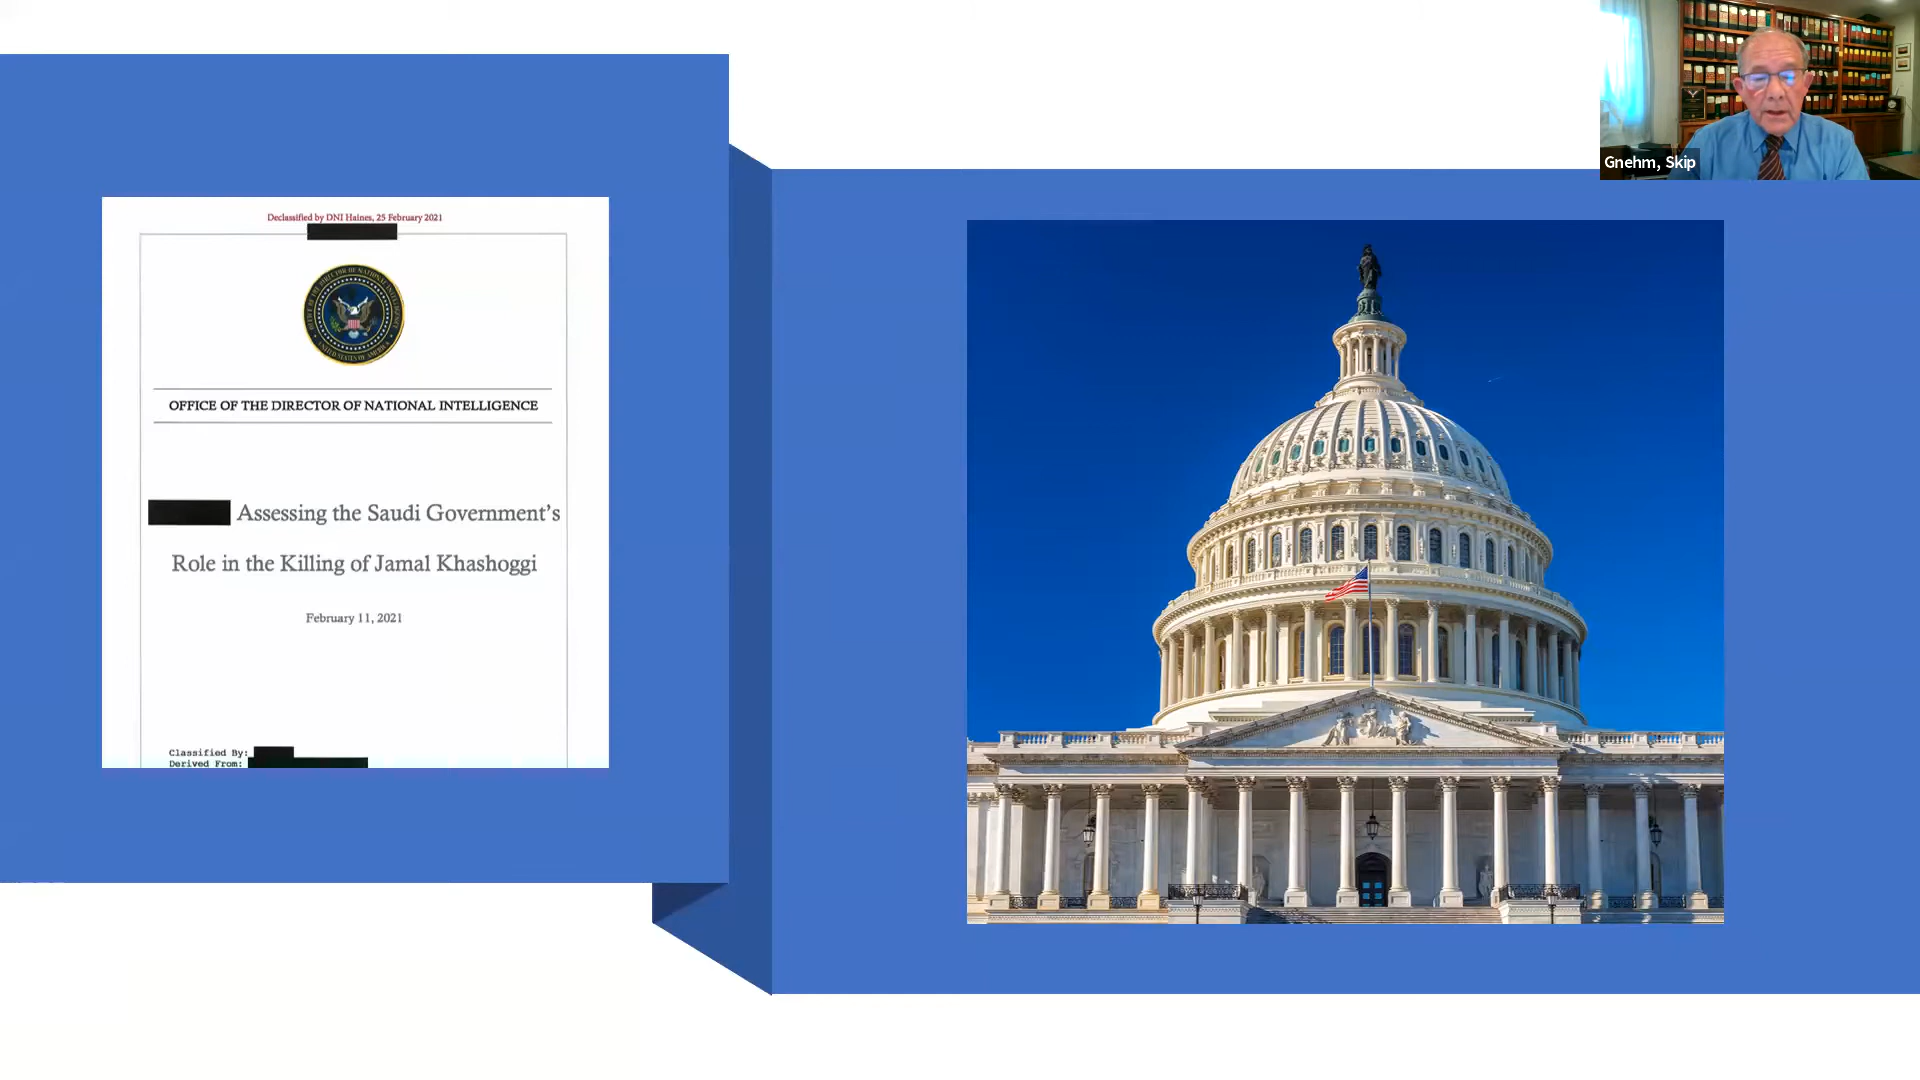 Declassified by DNI Haines, 25 February 2021
OFFICE OF THE DIRECTOR OF NATIONAL INTELLIGENCE
Assessing the Saudi Government's
Role in the Killing of Jamal Khashoggi
February 11, 2021
Classified By:
Derived From:
Gnehm, Skip